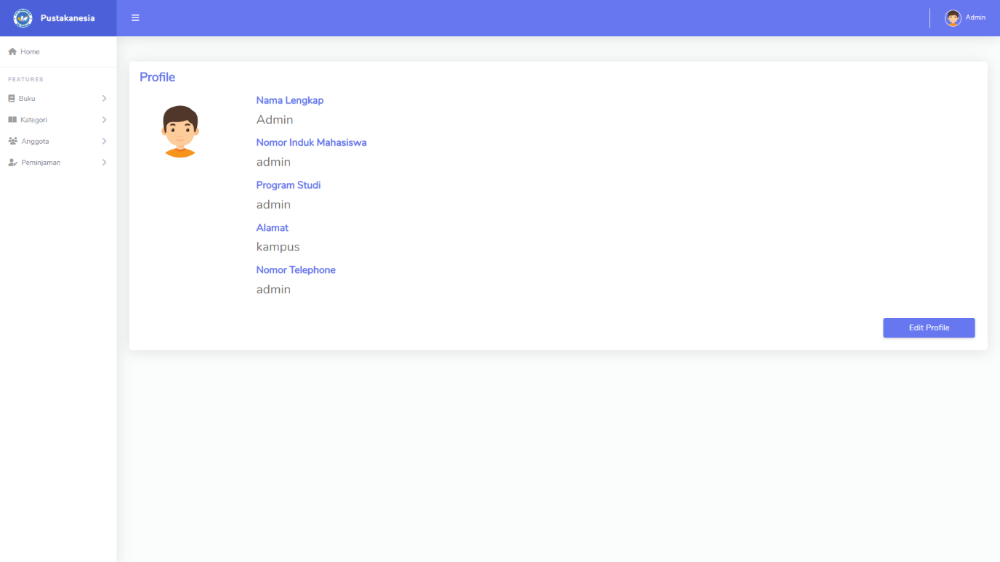 Pustakanesia
Admin
Home
FEATURES
Buku
Kategori
Anggota
Peminjaman
Profile
Nama Lengkap
Admin
Nomor Induk Mahasiswa
admin
Program Studi
admin
Alamat
kampus
Nomor Telephone
admin
Edit Profile